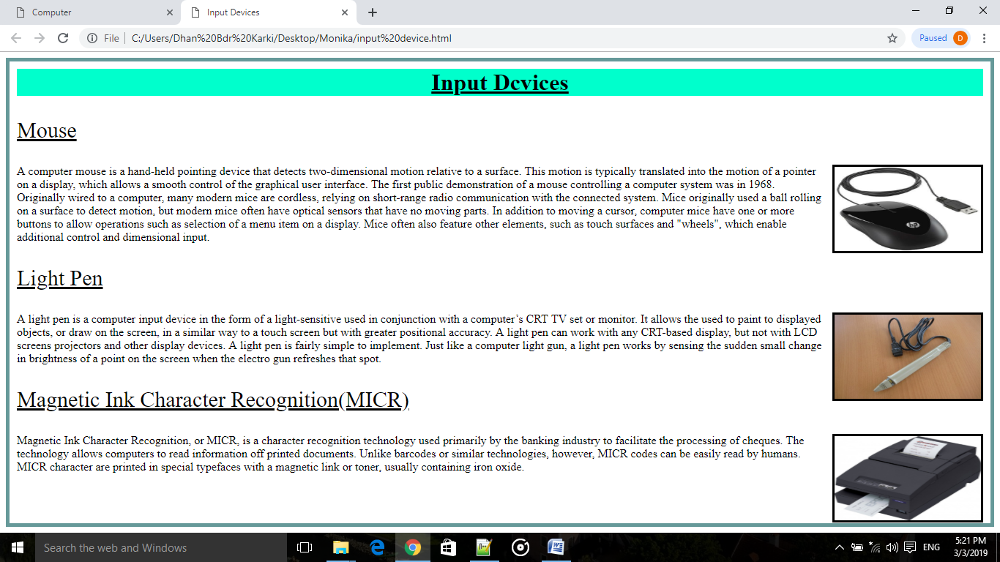 Computer
Input Devices
File
C:/Users/Dhan%20Bdr%20Karki/Desktop/Monika/input%20device.html
Paused
D
Input Devices
Mouse
A computer mouse is a hand-held pointing device that detects two-dimensional motion relative to a surface. This motion is typically translated into the motion of a pointer
on a display, which allows a smooth control of the graphical user interface. The first public demonstration of a mouse controlling a computer system was in 1968.
Originally wired to a computer, many modern mice are cordless, relying on short-range radio communication with the connected system. Mice originally used a ball rolling
on a surface to detect motion, but modern mice often have optical sensors that have no moving parts. In addition to moving a cursor, computer mice have one or more
buttons to allow operations such as selection of a menu item on a display. Mice often also feature other elements, such as touch surfaces and "wheels", which enable
additional control and dimensional input.
hp
Light Pen
A light pen is a computer input device in the form of a light-sensitive used in conjunction with a computer’s CRT TV set or monitor. It allows the used to paint to displayed
objects, or draw on the screen, in a similar way to a touch screen but with greater positional accuracy. A light pen can work with any CRT-based display, but not with LCD
screens projectors and other display devices. A light pen is fairly simple to implement. Just like a computer light gun, a light pen works by sensing the sudden small change
in brightness of a point on the screen when the electro gun refreshes that spot.
Magnetic Ink Character Recognition(MICR)
Magnetic Ink Character Recognition, or MICR, is a character recognition technology used primarily by the banking industry to facilitate the processing of cheques. The
technology allows computers to read information off printed documents. Unlike barcodes or similar technologies, however, MICR codes can be easily read by humans.
MICR character are printed in special typefaces with a magnetic link or toner, usually containing iron oxide.
Search the web and Windows
ENG
5:21 PM
3/3/2019